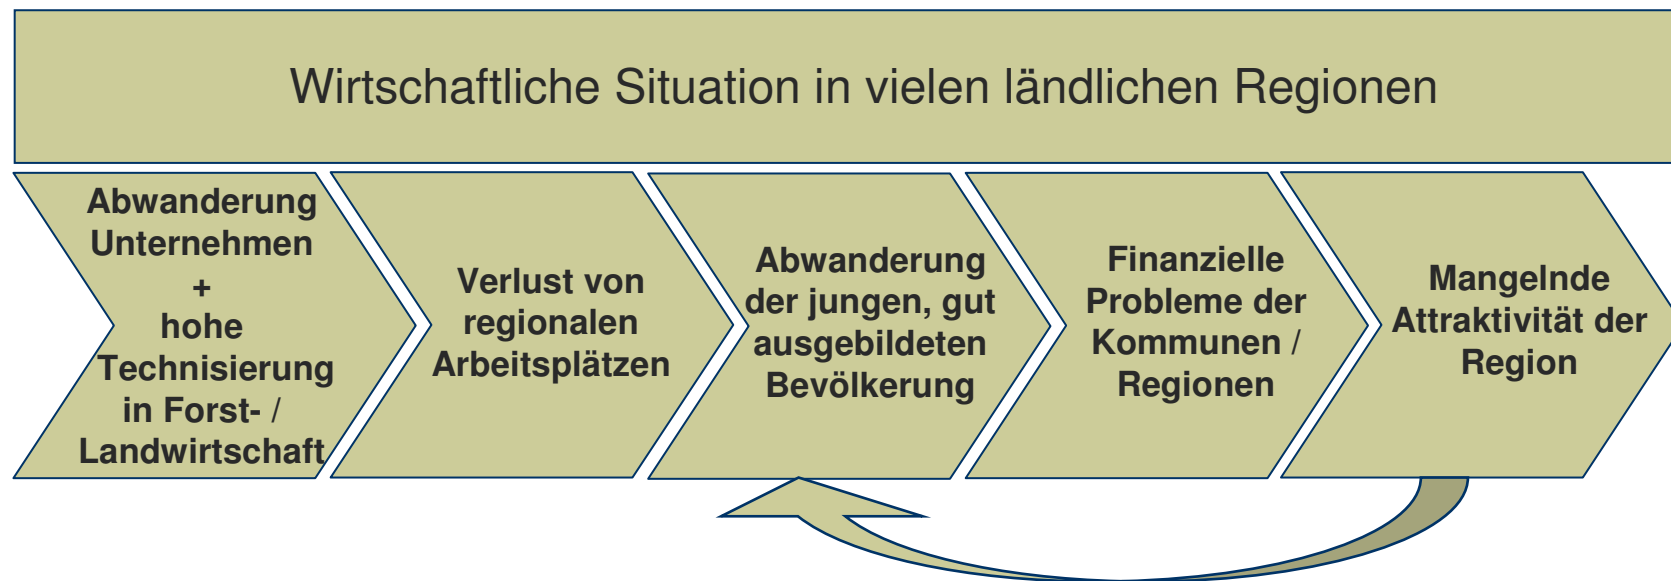 Wirtschaftliche Situation in vielen ländlichen Regionen
Abwanderung
Unternehmen
+
hohe
Technisierung
in Forst- /
Landwirtschaft
Verlust von
regionalen
Arbeitsplätzen
Abwanderung
der jungen, gut
ausgebildeten
Bevölkerung
Finanzielle
Probleme der
Kommunen /
Regionen
Mangelnde
Attraktivität der
Region